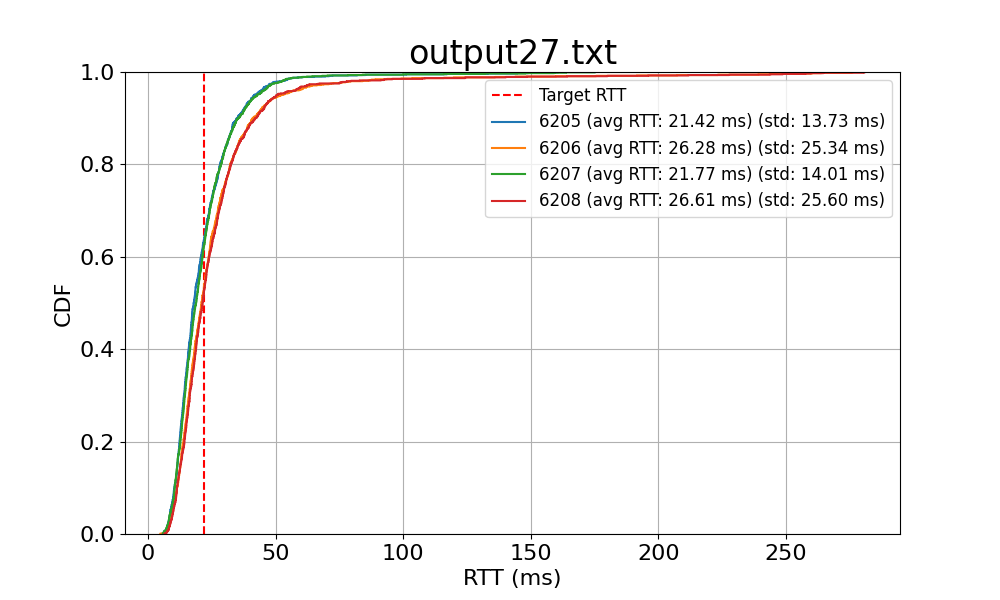 output27.txt
1.0
0.8
0.6
0.4
0.2
0.0
CDF
Target RTT
6205 (avg RTT: 21.42 ms) (std: 13.73 ms)
6206 (avg RTT: 26.28 ms) (std: 25.34 ms)
6207 (avg RTT: 21.77 ms) (std: 14.01 ms)
6208 (avg RTT: 26.61 ms) (std: 25.60 ms)
0 50 100 150 200 250
RTT (ms)